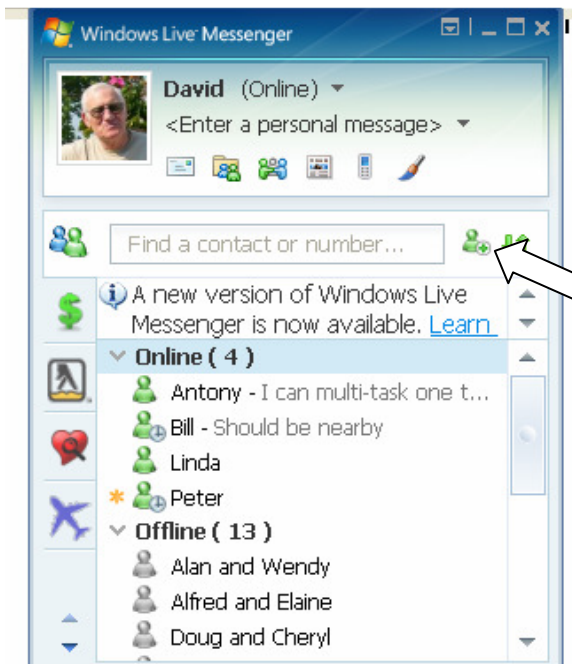 Windows Live Messenger
David (Online)
<Enter a personal message>
Find a contact or number...
A new version of Windows Live
Messenger is now available. Learn
Online ( 4 )
Antony - I can multi-task one t...
Bill - Should be nearby
Linda
Peter
Offline ( 13 )
Alan and Wendy
Alfred and Elaine
Doug and Cheryl